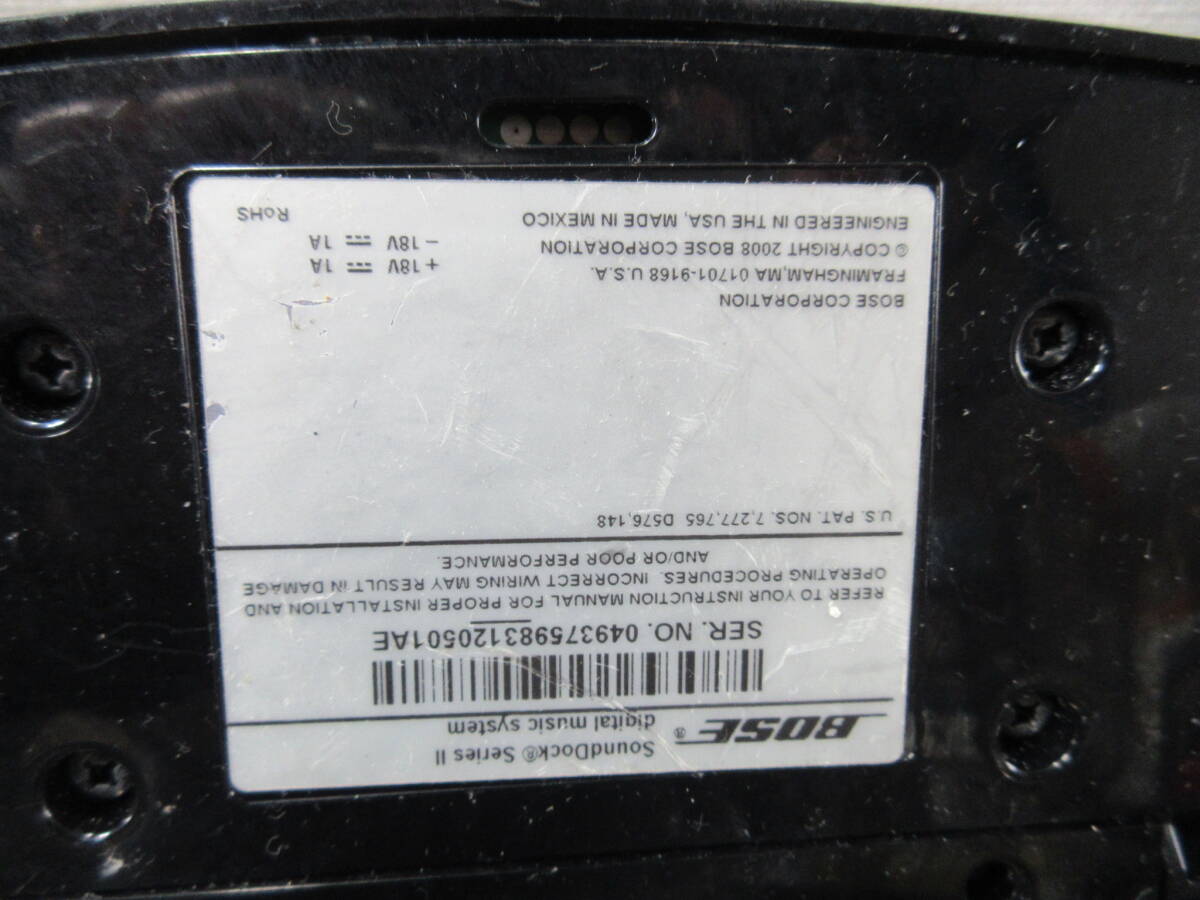 SoundDock® Series II
BOSE® digital music system
SER. NO. 049375983120501AE
REFER TO YOUR INSTRUCTION MANUAL FOR PROPER INSTALLATION AND
OPERATING PROCEDURES. INCORRECT WIRING MAY RESULT IN DAMAGE
AND/OR POOR PERFORMANCE.
U.S. PAT. NOS. 7,277,765 D576,148
BOSE CORPORATION
FRAMINGHAM,MA 01701-9168 U.S.A.
© COPYRIGHT 2008 BOSE CORPORATION
ENGINEERED IN THE USA, MADE IN MEXICO
+ 18V ⎓ 1A
− 18V ⎓ 1A
RoHS